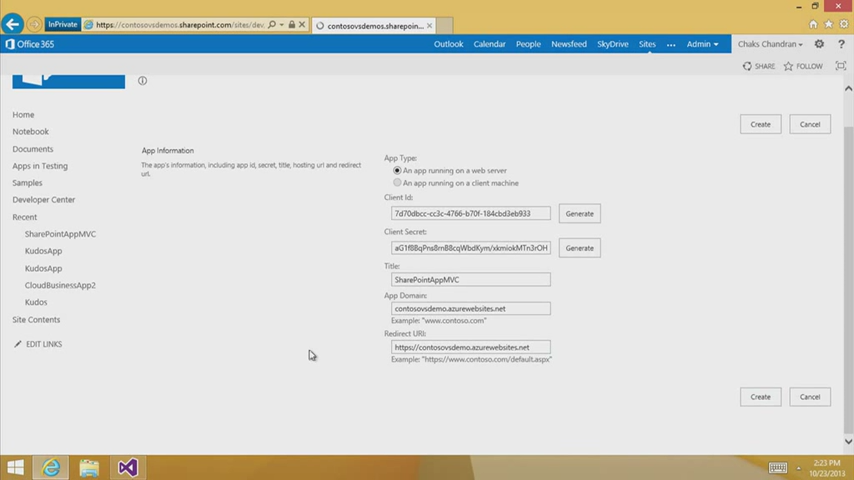 InPrivate
https://contosovsdemos.sharepoint.com/sites/dev
contosovsdemos.sharepoin...
Office 365
Outlook Calendar People Newsfeed SkyDrive Sites ... Admin Chaks Chandran ?
SHARE FOLLOW
Home
Notebook
Documents
Apps in Testing
Samples
Developer Center
Recent
SharePointAppMVC
KudosApp
KudosApp
CloudBusinessApp2
Kudos
Site Contents
EDIT LINKS
Create Cancel
App Information
The app's information, including app id, secret, title, hosting url and redirect
url.
App Type:
An app running on a web server
An app running on a client machine
Client Id:
7d70dbcc-cc3c-4766-b70f-184cbd3eb933
Generate
Client Secret:
Generate
Title:
SharePointAppMVC
App Domain:
contosovsdemo.azurewebsites.net
Example: "www.contoso.com"
Redirect URI:
https://contosovsdemo.azurewebsites.net
Example: "https://www.contoso.com/default.aspx"
Create Cancel
2:23 PM
10/23/2013